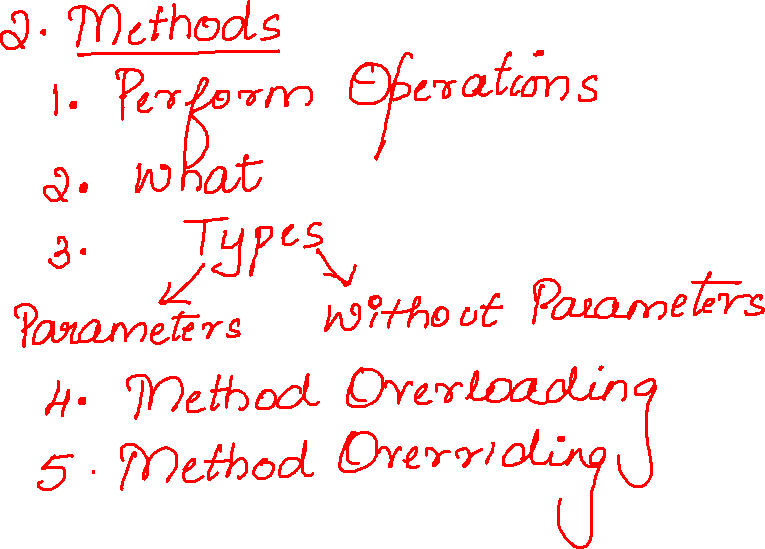 2. Methods
1. Perform Operations
2. What
3. Types
Parameters Without Parameters
4. Method Overloading
5. Method Overriding